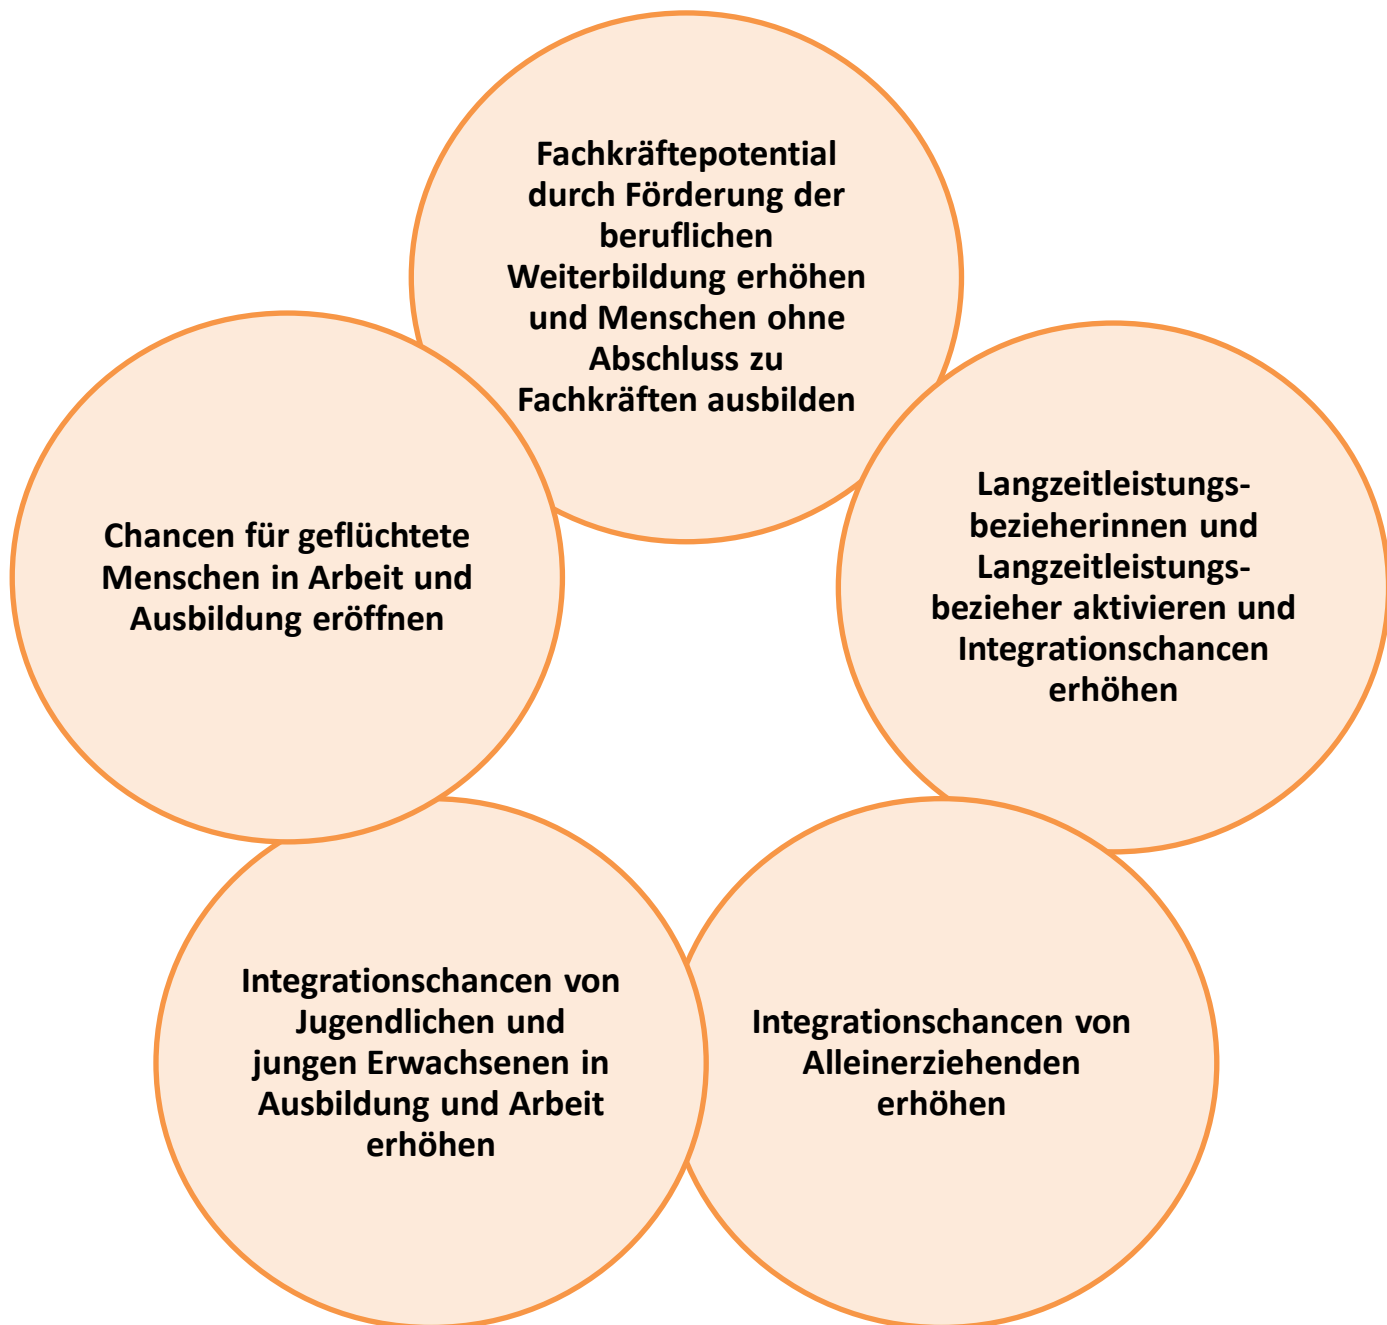 Fachkräftepotential
durch Förderung der
beruflichen
Weiterbildung erhöhen
und Menschen ohne
Abschluss zu
Fachkräften ausbilden
Langzeitleistungs-
bezieherinnen und
Langzeitleistungs-
bezieher aktivieren und
Integrationschancen
erhöhen
Integrationschancen von
Alleinerziehenden
erhöhen
Integrationschancen von
Jugendlichen und
jungen Erwachsenen in
Ausbildung und Arbeit
erhöhen
Chancen für geflüchtete
Menschen in Arbeit und
Ausbildung eröffnen